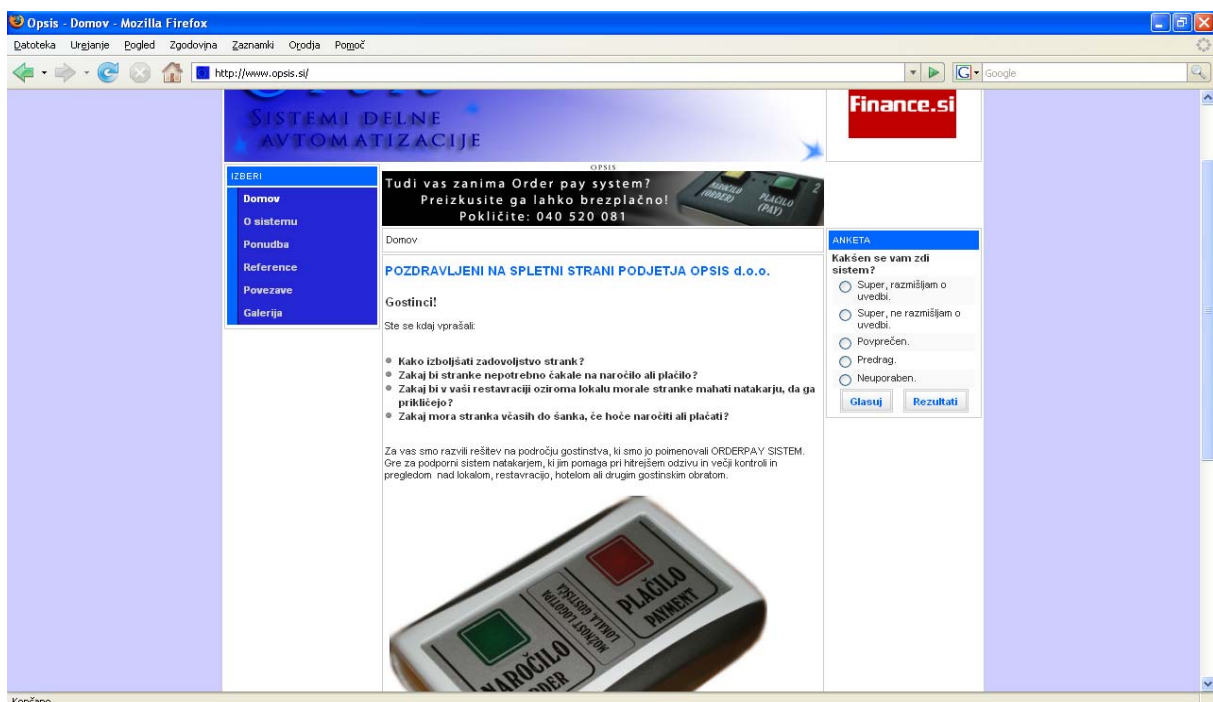 Opsis - Domov - Mozilla Firefox
Datoteka Urejanje Pogled Zgodovina Zaznamki Orodja Pomoč
http://www.opsis.si/
Google
SISTEMI DELNE
AVTOMATIZACIJE
Finance.si
IZBERI
Domov
O sistemu
Ponudba
Reference
Povezave
Galerija
OPSIS
Tudi vas zanima Order pay system?
Preizkusite ga lahko brezplačno!
Pokličite: 040 520 081
NAROČILO
(ORDER)
PLAČILO
(PAY)
2
Domov
POZDRAVLJENI NA SPLETNI STRANI PODJETJA OPSIS d.o.o.
Gostinci!
Ste se kdaj vprašali:
Kako izboljšati zadovoljstvo strank?
Zakaj bi stranke nepotrebno čakale na naročilo ali plačilo?
Zakaj bi v vaši restavraciji oziroma lokalu morale stranke mahati natakarju, da ga
prikličejo?
Zakaj mora stranka včasih do šanka, če hoče naročiti ali plačati?
Za vas smo razvili rešitev na področju gostinstva, ki smo jo poimenovali ORDERPAY SISTEM.
Gre za podporni sistem natakarjem, ki jim pomaga pri hitrejšem odzivu in večji kontroli in
pregledom nad lokalom, restavracijo, hotelom ali drugim gostinskim obratom.
NAROČILO
ORDER
MOŽNOST LOGOTIPA
LOKALA, GOSTIŠČA
PLAČILO
PAYMENT
ANKETA
Kakšen se vam zdi
sistem?
Super, razmišljam o
uvedbi.
Super, ne razmišljam o
uvedbi.
Povprečen.
Predrag.
Neuporaben.
Glasuj Rezultati
Končano